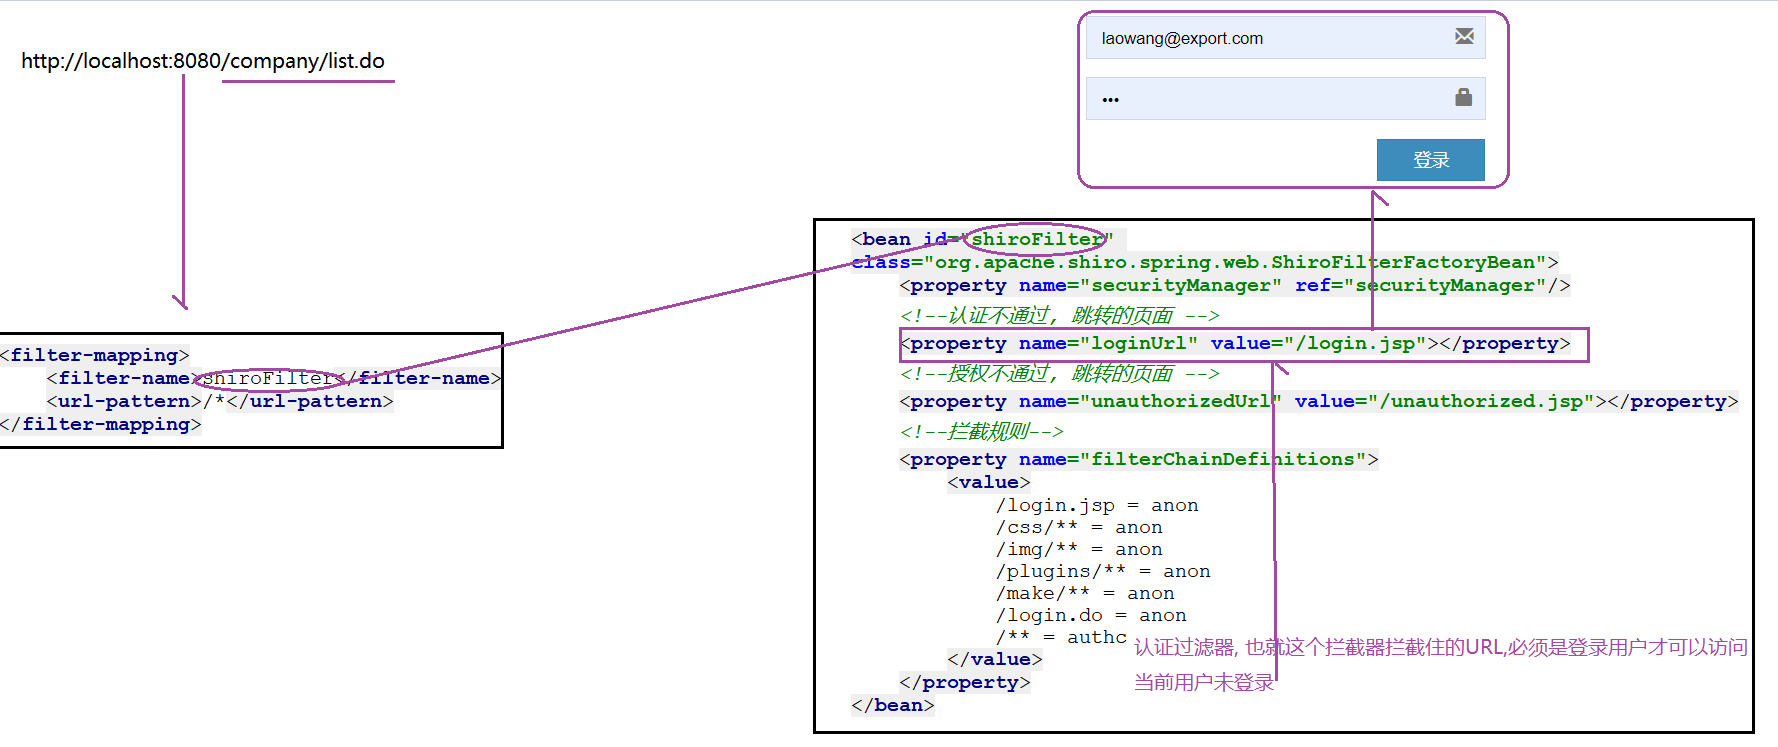 http://localhost:8080/company/list.do
laowang@export.com
•••
登录
<filter-mapping>
<filter-name>shiroFilter</filter-name>
<url-pattern>/*</url-pattern>
</filter-mapping>
<bean id="shiroFilter"
class="org.apache.shiro.spring.web.ShiroFilterFactoryBean">
<property name="securityManager" ref="securityManager"/>
<!--认证不通过, 跳转的页面 -->
<property name="loginUrl" value="/login.jsp"></property>
<!--授权不通过, 跳转的页面 -->
<property name="unauthorizedUrl" value="/unauthorized.jsp"></property>
<!--拦截规则-->
<property name="filterChainDefinitions">
<value>
/login.jsp = anon
/css/** = anon
/img/** = anon
/plugins/** = anon
/make/** = anon
/login.do = anon
/** = authc
认证过滤器, 也就这个拦截器拦截住的URL,必须是登录用户才可以访问
当前用户未登录
</value>
</property>
</bean>